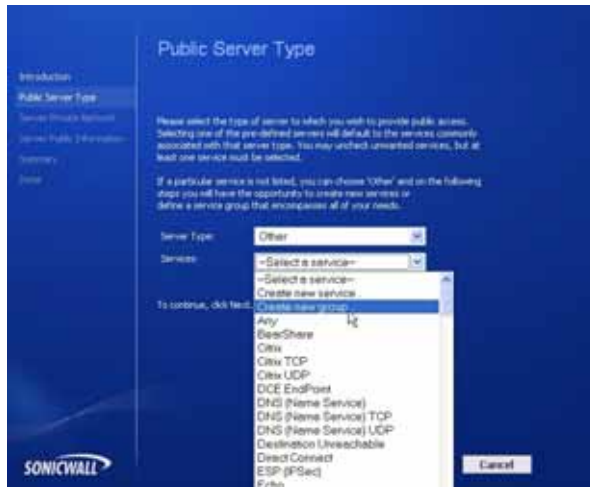 Public Server Type
Introduction
Public Server Type
Server Private Network
Server Public Information
Summary
Please select the type of server to which you wish to provide public access.
Selecting one of the pre-defined servers will default to the services commonly
associated with that server type. You may uncheck unwanted services, but at
least one service must be selected.
If a particular service is not listed, you can choose 'Other' and on the following
steps you will have the opportunity to create new services or
define a service group that encompasses all of your needs.
Server Type: Other
Services: --Select a service--
--Select a service--
Create new service
To continue, click Next.
Create new group
Any
BearShare
Citrix
Citrix TCP
Citrix UDP
DCE EndPoint
DNS (Name Service)
DNS (Name Service) TCP
DNS (Name Service) UDP
Destination Unreachable
Direct Connect
ESP (IPSec)
Echo
SONICWALL
Cancel